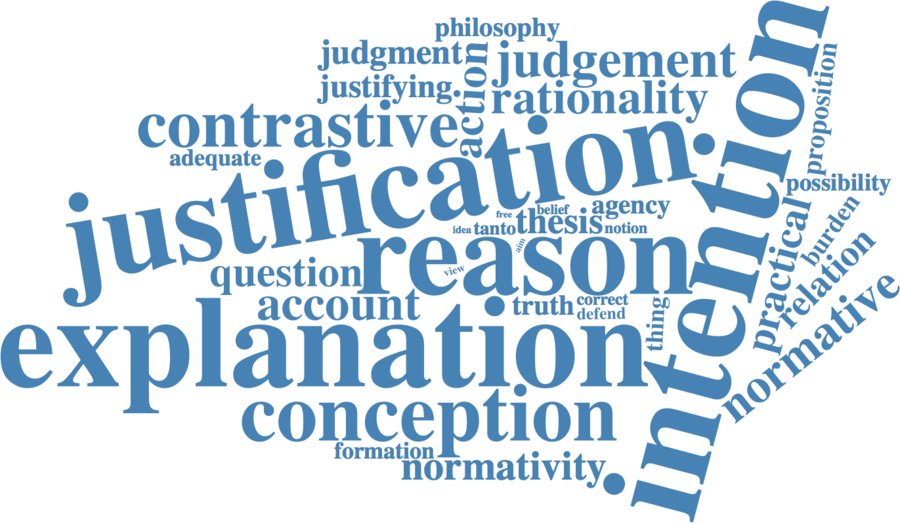 philosophy
judgment
judgement
action
justifying
rationality
contrastive
adequate
justification
intention
proposition
possibility
burden
practical
relation
normative
free
belief
agency
idea
tanto
thesis
notion
aim
reason
view
question
account
truth
correct
defend
thing
explanation
conception
formation
normativity